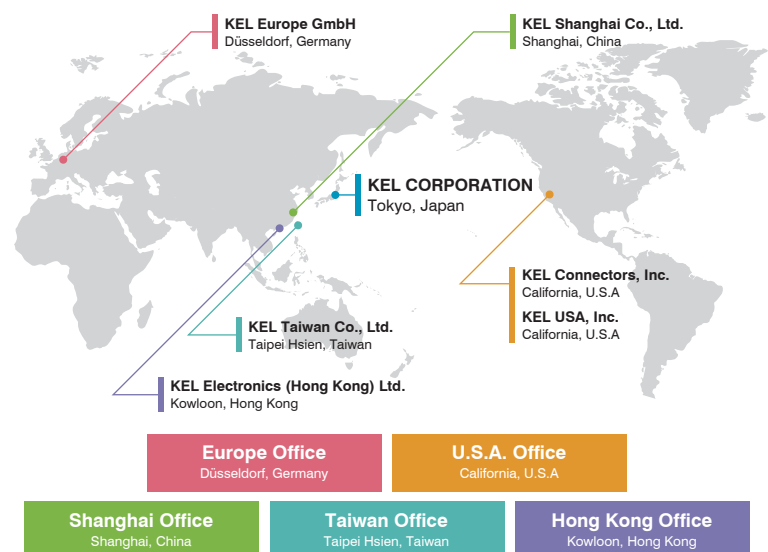 KEL Europe GmbH
Düsseldorf, Germany
KEL Shanghai Co., Ltd.
Shanghai, China
KEL CORPORATION
Tokyo, Japan
KEL Connectors, Inc.
California, U.S.A
KEL USA, Inc.
California, U.S.A
KEL Taiwan Co., Ltd.
Taipei Hsien, Taiwan
KEL Electronics (Hong Kong) Ltd.
Kowloon, Hong Kong
Europe Office
Düsseldorf, Germany
U.S.A. Office
California, U.S.A
Shanghai Office
Shanghai, China
Taiwan Office
Taipei Hsien, Taiwan
Hong Kong Office
Kowloon, Hong Kong